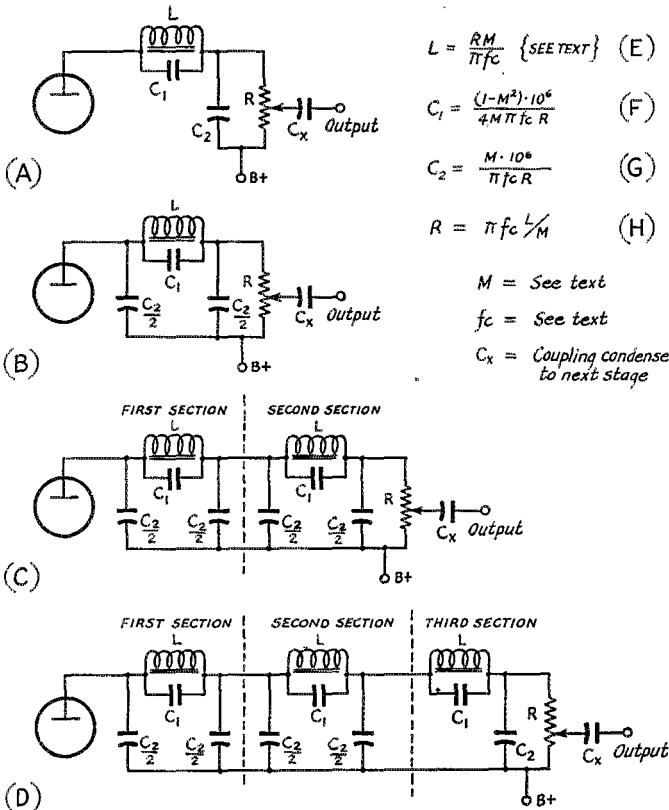 L
C₁
C₂
R
Cₓ
Output
B+
(A)
L = RM/πfc {SEE TEXT} (E)
C₁ = (1-M²)·10⁶/4MπfcR (F)
C₂ = M·10⁶/πfcR (G)
R = πfc L/M (H)
M = See text
fc = See text
Cₓ = Coupling condense
to next stage
L
C₁
C₂/2
C₂/2
R
Cₓ
Output
B+
(B)
FIRST SECTION
SECOND SECTION
L
L
C₁
C₁
C₂/2
C₂/2
C₂/2
C₂/2
R
Cₓ
Output
B+
(C)
FIRST SECTION
SECOND SECTION
THIRD SECTION
L
L
L
C₁
C₁
C₁
C₂/2
C₂/2
C₂/2
C₂/2
C₂
R
Cₓ
Output
B+
(D)